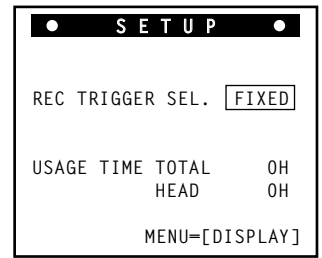 ● SETUP ●
REC TRIGGER SEL. FIXED
USAGE TIME TOTAL 0H
HEAD 0H
MENU=[DISPLAY]